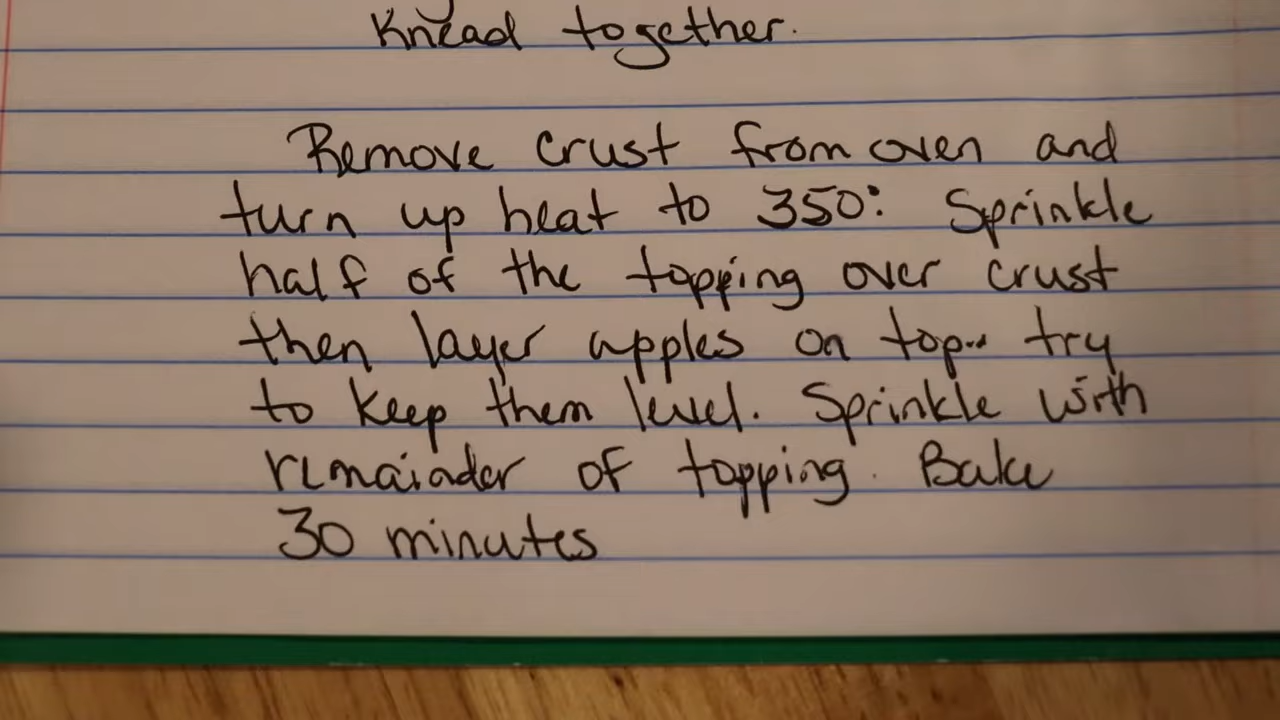 Knead together.
Remove crust from oven and
turn up heat to 350°. Sprinkle
half of the topping over crust
then layer apples on top... try
to keep them level. Sprinkle with
remainder of topping. Bake
30 minutes